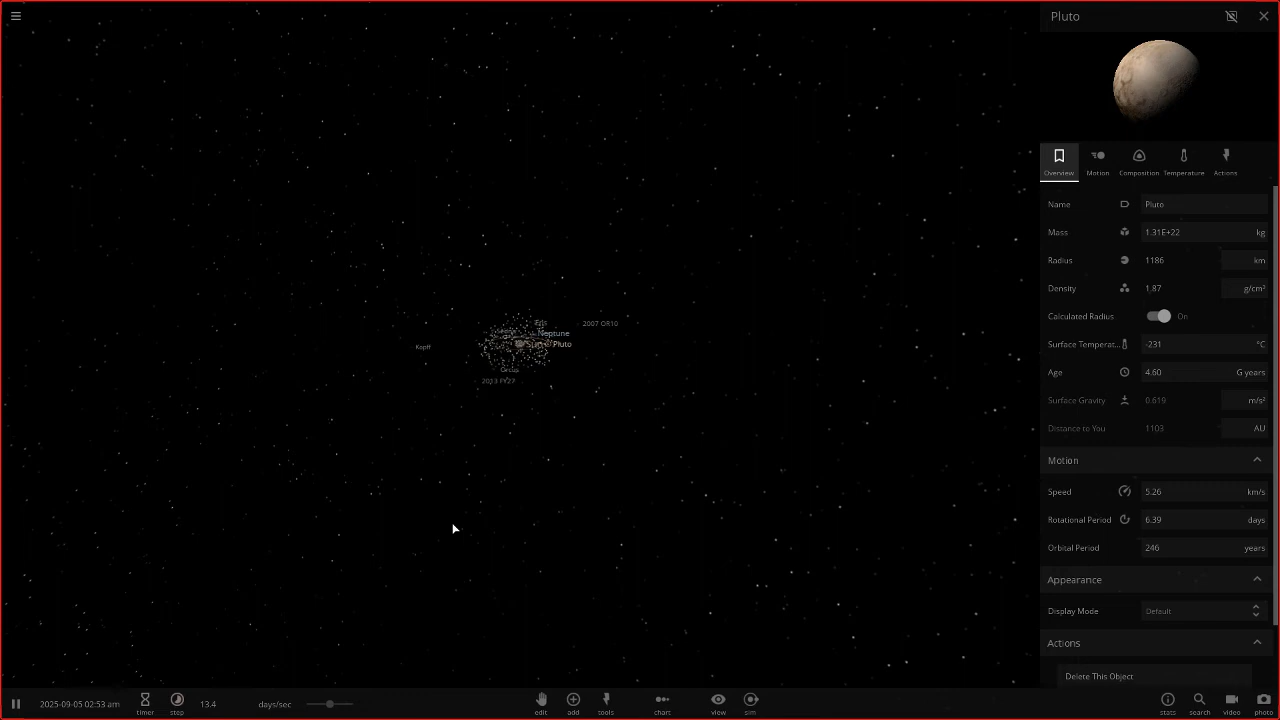 Pluto
Overview
Motion
Composition
Temperature
Actions
Name
Pluto
Mass
1.31E+22
kg
Radius
1186
km
Density
1.87
g/cm³
Calculated Radius
On
Surface Temperat...
-231
°C
Age
4.60
G years
Surface Gravity
0.619
m/s²
Distance to You
1103
AU
Motion
Speed
5.26
km/s
Rotational Period
6.39
days
Orbital Period
246
years
Appearance
Display Mode
Default
Actions
Delete This Object
Eris
2007 OR10
Neptune
Pluto
Kopff
Orcus
2013 FY27
2025-09-05 02:53 am
timer
step
13.4
days/sec
edit
add
tools
chart
view
sim
stats
search
video
photo